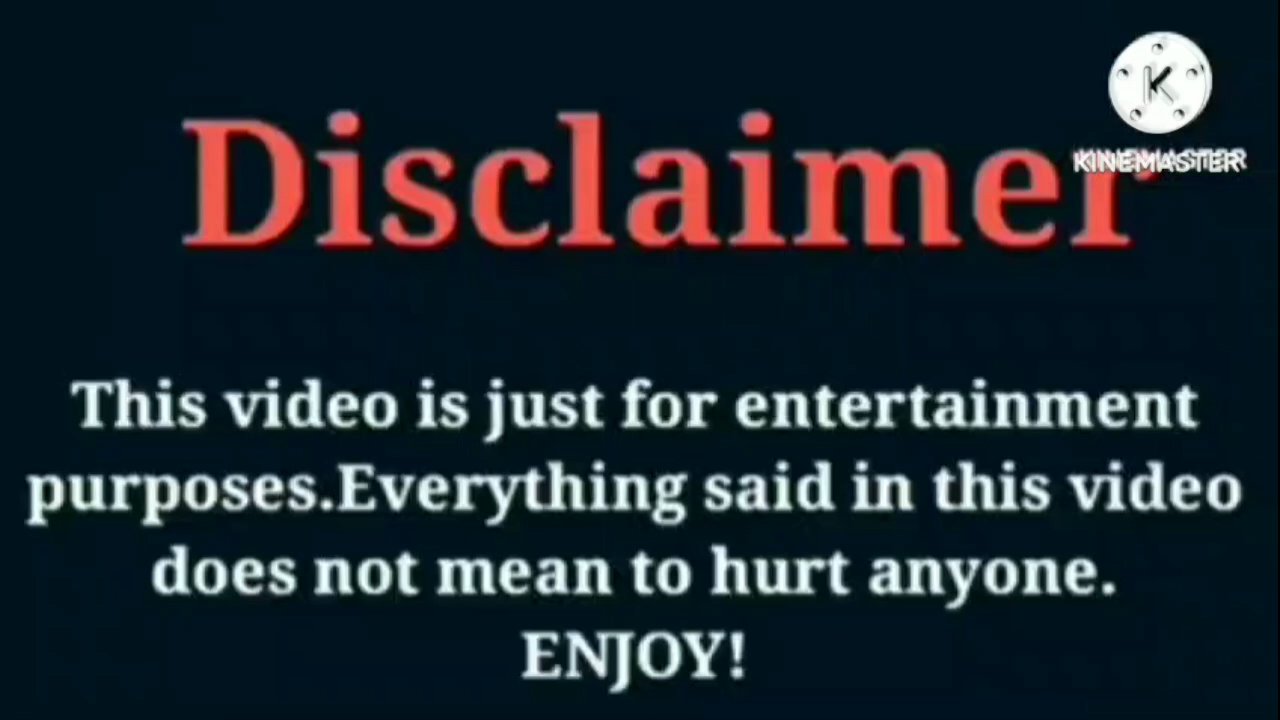 K
KINEMASTER
Disclaimer
This video is just for entertainment
purposes.Everything said in this video
does not mean to hurt anyone.
ENJOY!